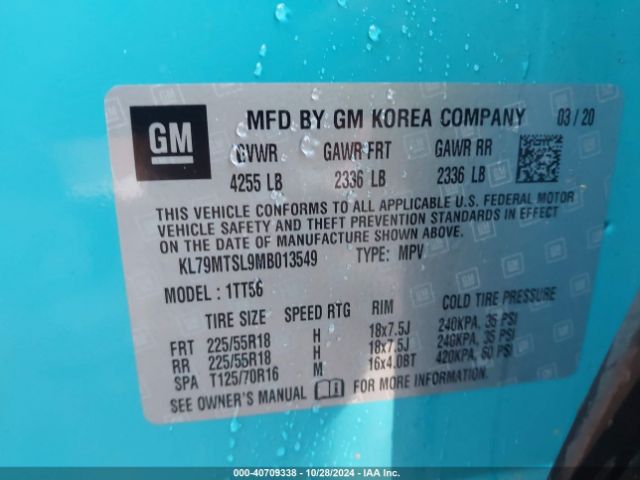 GM
MFD BY GM KOREA COMPANY 03/20
GVWR GAWR FRT GAWR RR
4255 LB 2336 LB 2336 LB
THIS VEHICLE CONFORMS TO ALL APPLICABLE U.S. FEDERAL MOTOR
VEHICLE SAFETY AND THEFT PREVENTION STANDARDS IN EFFECT
ON THE DATE OF MANUFACTURE SHOWN ABOVE.
KL79MTSL9MB013549 TYPE: MPV
MODEL : 1TT56
TIRE SIZE SPEED RTG RIM COLD TIRE PRESSURE
FRT 225/55R18 H 18x7.5J 240KPA, 35 PSI
RR 225/55R18 H 18x7.5J 240KPA, 35 PSI
SPA T125/70R16 M 16x4.0BT 420KPA, 60 PSI
SEE OWNER'S MANUAL FOR MORE INFORMATION.
000-40709338 - 10/28/2024 - IAA Inc.